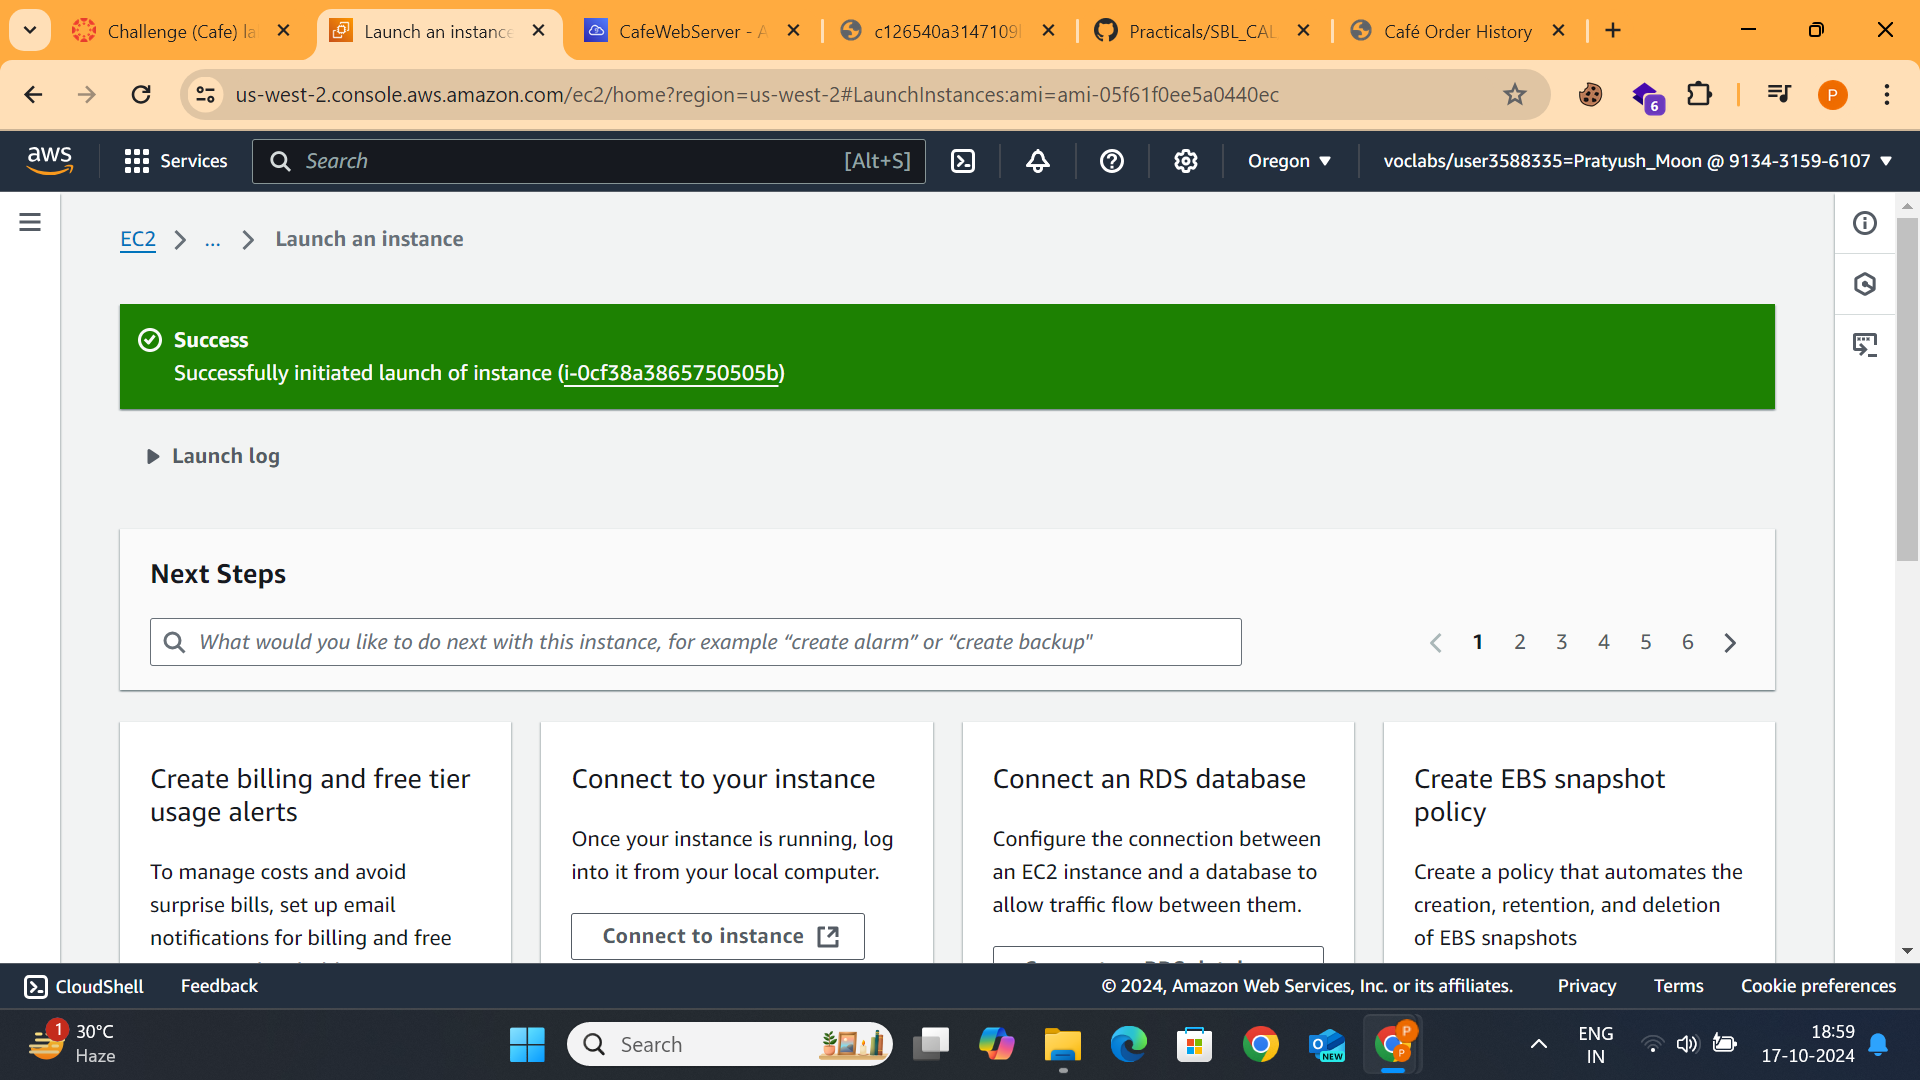 Challenge (Cafe) la
Launch an instance
CafeWebServer - A
c126540a3147109
Practicals/SBL_CAL
Café Order History
us-west-2.console.aws.amazon.com/ec2/home?region=us-west-2#LaunchInstances:ami=ami-05f61f0ee5a0440ec
6
P
aws
Services
Search
[Alt+S]
Oregon
voclabs/user3588335=Pratyush_Moon @ 9134-3159-6107
EC2
...
Launch an instance
Success
Successfully initiated launch of instance (i-0cf38a3865750505b)
Launch log
Next Steps
What would you like to do next with this instance, for example “create alarm” or “create backup"
1 2 3 4 5 6
Create billing and free tier
usage alerts
To manage costs and avoid
surprise bills, set up email
notifications for billing and free
Connect to your instance
Once your instance is running, log
into it from your local computer.
Connect to instance
Connect an RDS database
Configure the connection between
an EC2 instance and a database to
allow traffic flow between them.
Create EBS snapshot
policy
Create a policy that automates the
creation, retention, and deletion
of EBS snapshots
CloudShell
Feedback
© 2024, Amazon Web Services, Inc. or its affiliates.
Privacy
Terms
Cookie preferences
1
30°C
Haze
Search
NEW
P
P
ENG
IN
18:59
17-10-2024